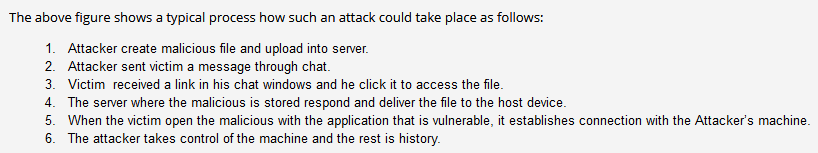 The above figure shows a typical process how such an attack could take place as follows:
1. Attacker create malicious file and upload into server.
2. Attacker sent victim a message through chat.
3. Victim received a link in his chat windows and he click it to access the file.
4. The server where the malicious is stored respond and deliver the file to the host device.
5. When the victim open the malicious with the application that is vulnerable, it establishes connection with the Attacker's machine.
6. The attacker takes control of the machine and the rest is history.